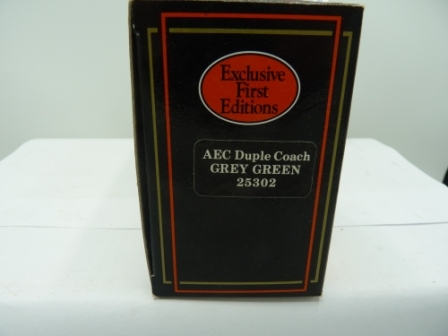 Exclusive
First
Editions
AEC Duple Coach
GREY GREEN
25302